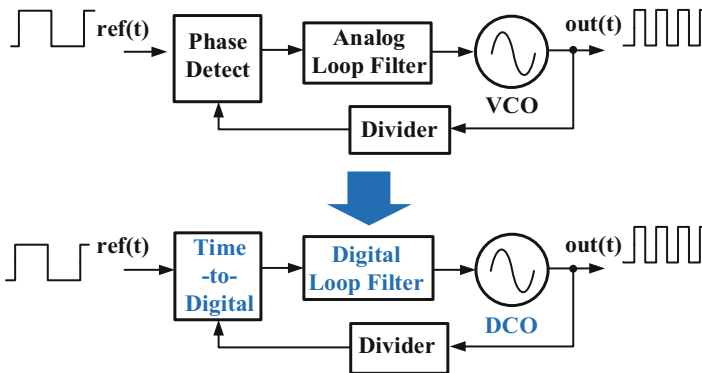 ref(t)
Phase
Detect
Analog
Loop Filter
VCO
out(t)
Divider
ref(t)
Time
-to-
Digital
Digital
Loop Filter
DCO
out(t)
Divider